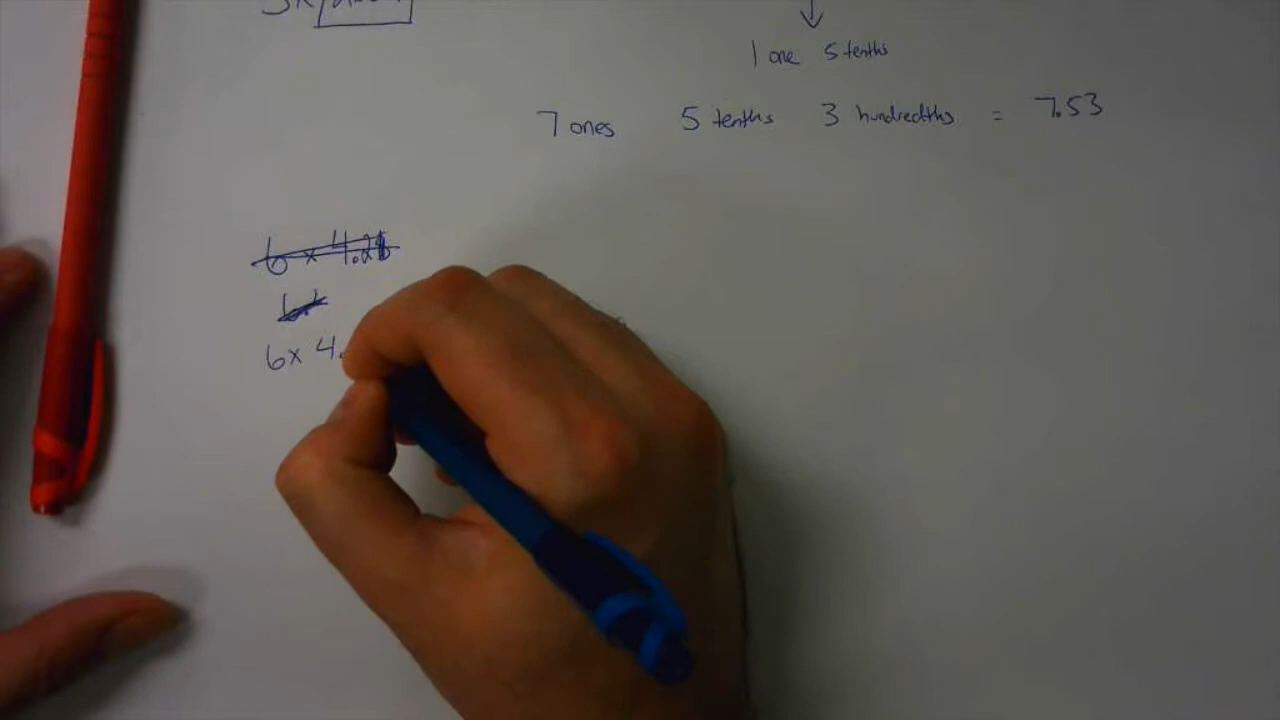 1 one 5 tenths
7 ones 5 tenths 3 hundredths = 7.53
6 x 4.